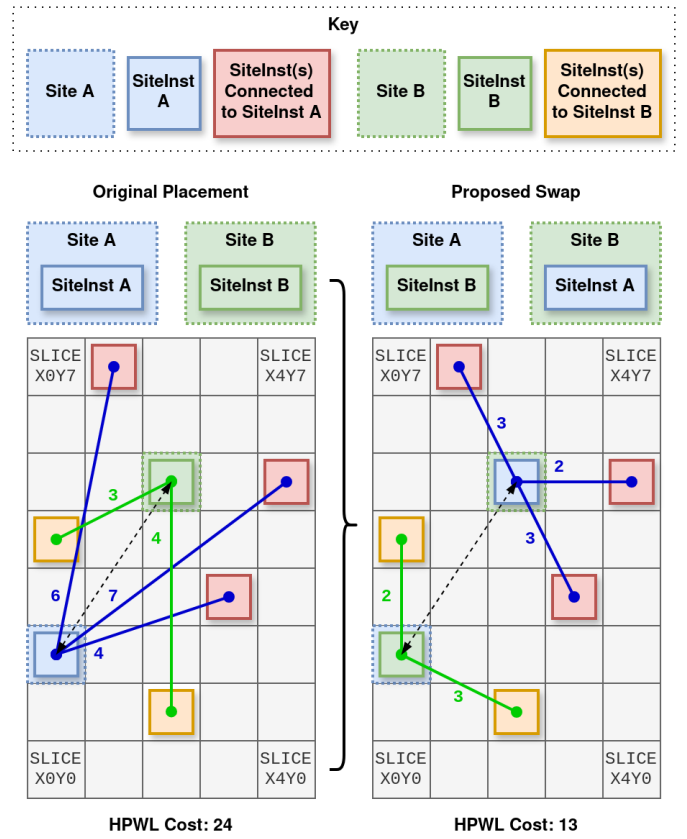 Key
Site A
SiteInst
A
SiteInst(s)
Connected
to SiteInst A
Site B
SiteInst
B
SiteInst(s)
Connected
to SiteInst B
Original Placement
Proposed Swap
Site A
SiteInst A
Site B
SiteInst B
Site A
SiteInst B
Site B
SiteInst A
SLICE
X0Y7
SLICE
X4Y7
3
4
6
7
4
SLICE
X0Y0
SLICE
X4Y0
SLICE
X0Y7
SLICE
X4Y7
3
2
3
2
3
SLICE
X0Y0
SLICE
X4Y0
HPWL Cost: 24
HPWL Cost: 13